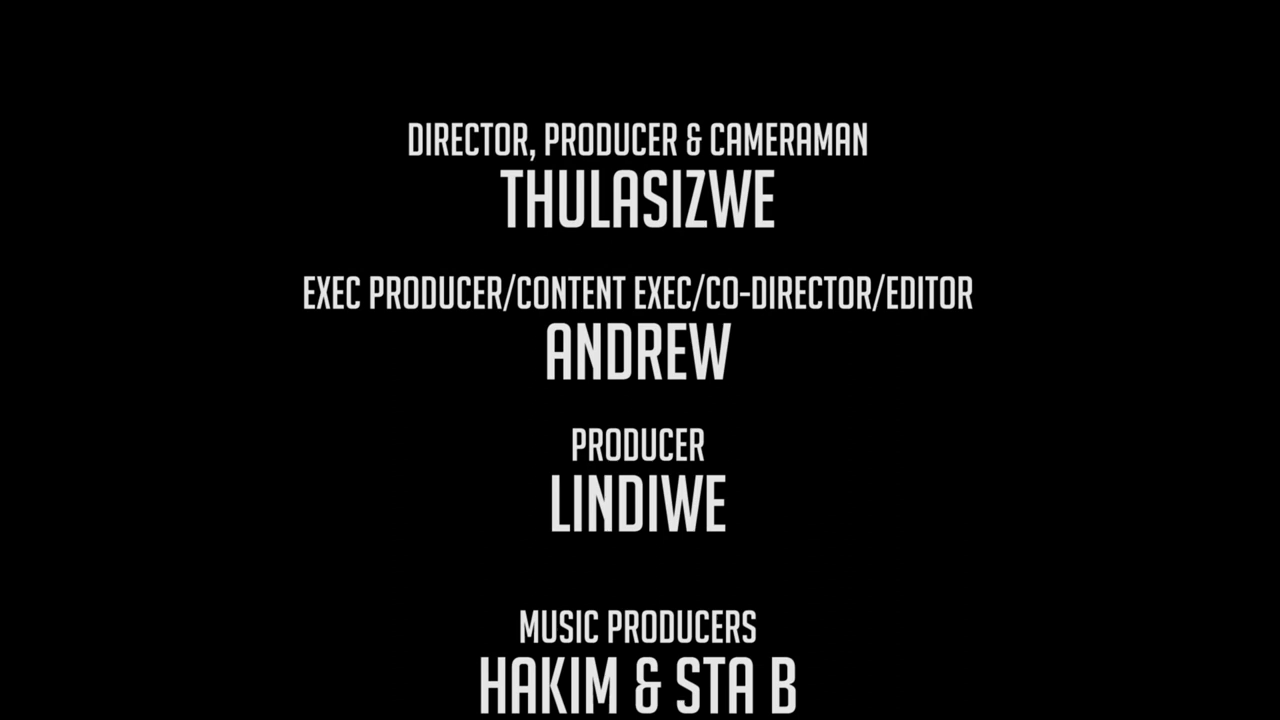 DIRECTOR, PRODUCER & CAMERAMAN
THULASIZWE
EXEC PRODUCER/CONTENT EXEC/CO-DIRECTOR/EDITOR
ANDREW
PRODUCER
LINDIWE
MUSIC PRODUCERS
HAKIM & STA B